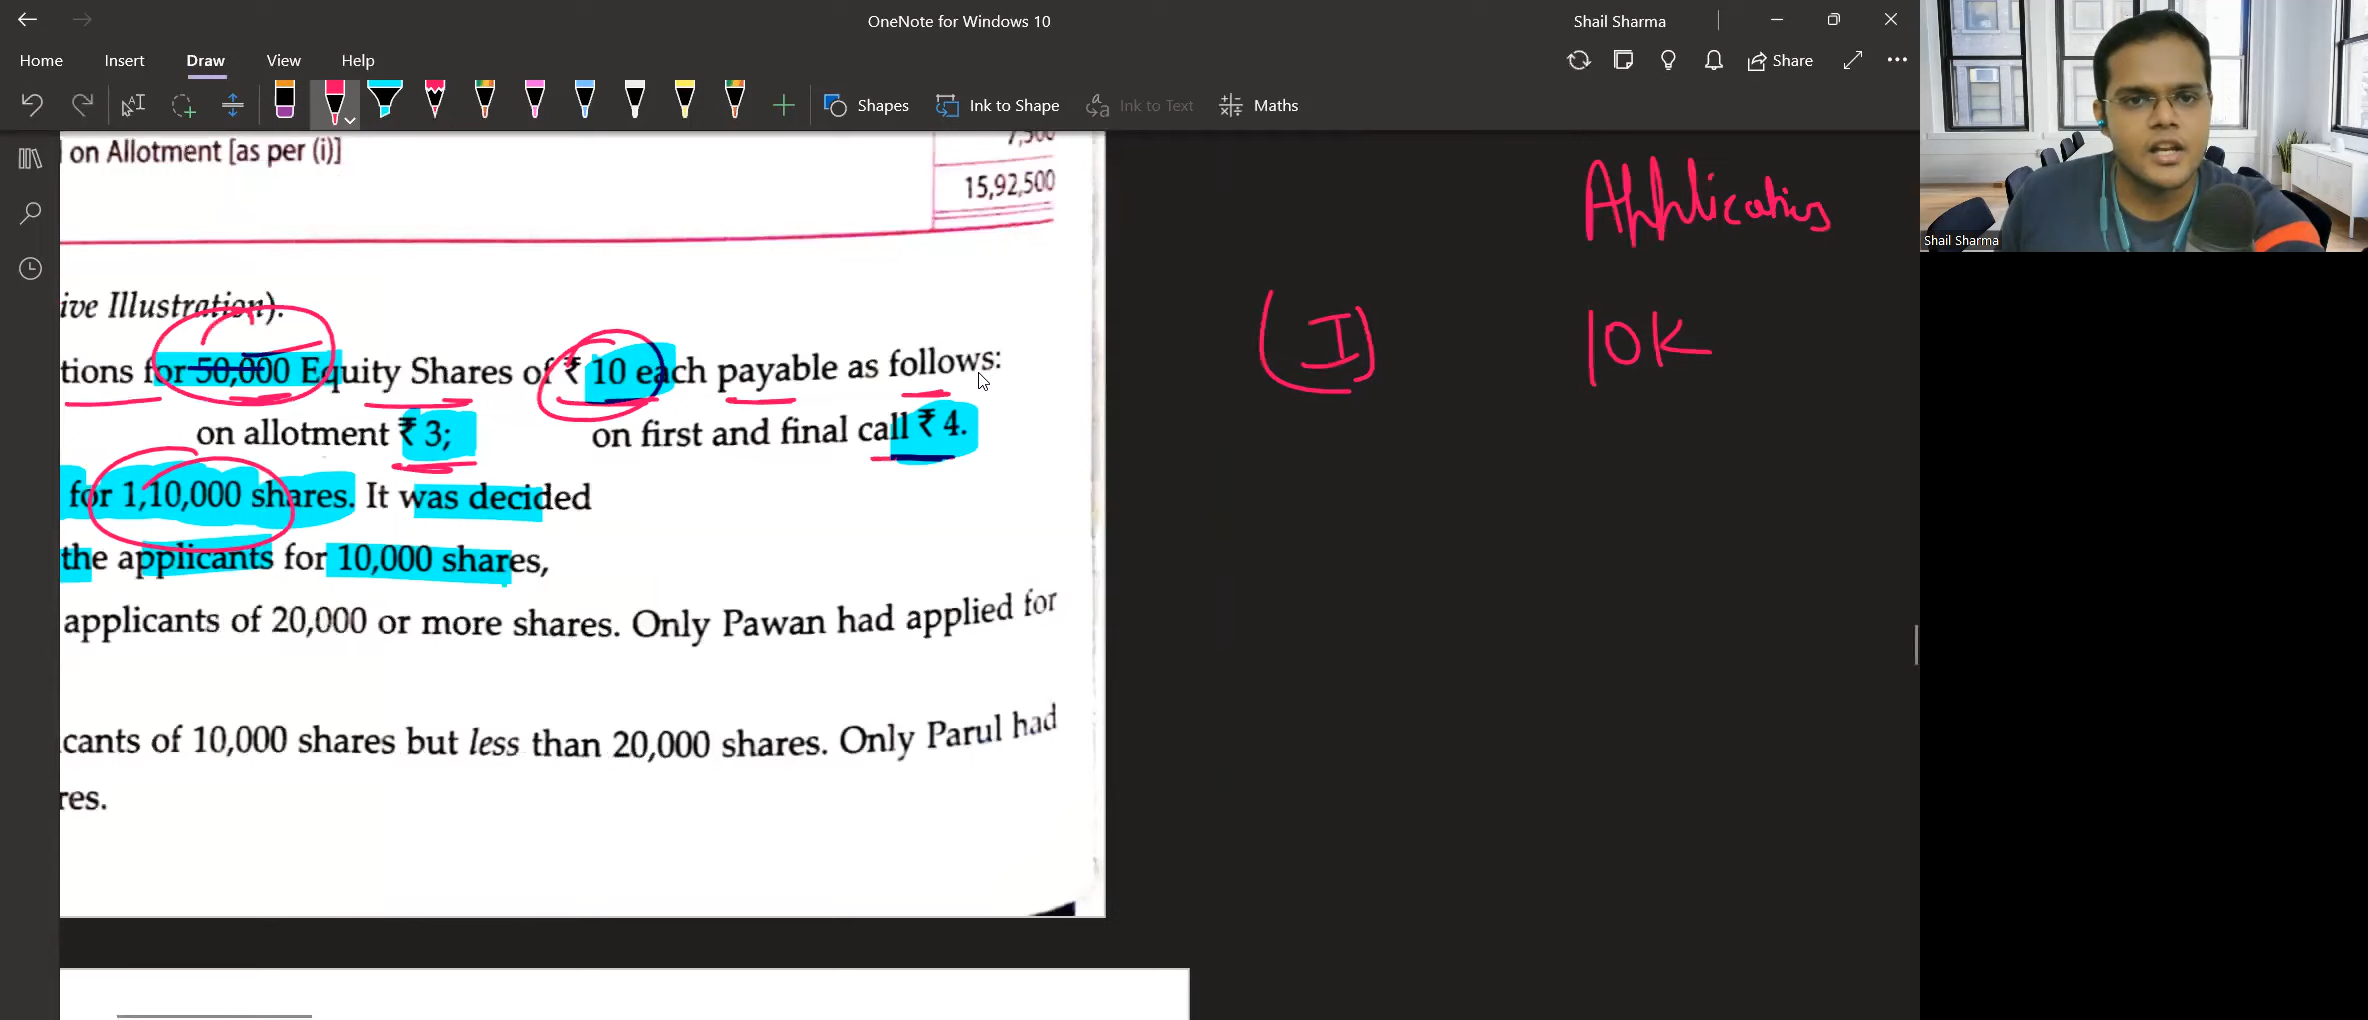 OneNote for Windows 10
Shail Sharma
Home Insert Draw View Help
Share
Shapes Ink to Shape Ink to Text Maths
on Allotment [as per (i)]
7,500
15,92,500
Applications
ive Illustration).
(I) 10K
tions for 50,000 Equity Shares of ₹ 10 each payable as follows:
on allotment ₹ 3; on first and final call ₹ 4.
for 1,10,000 shares. It was decided
the applicants for 10,000 shares,
applicants of 20,000 or more shares. Only Pawan had applied for
cants of 10,000 shares but less than 20,000 shares. Only Parul had
res.
Shail Sharma